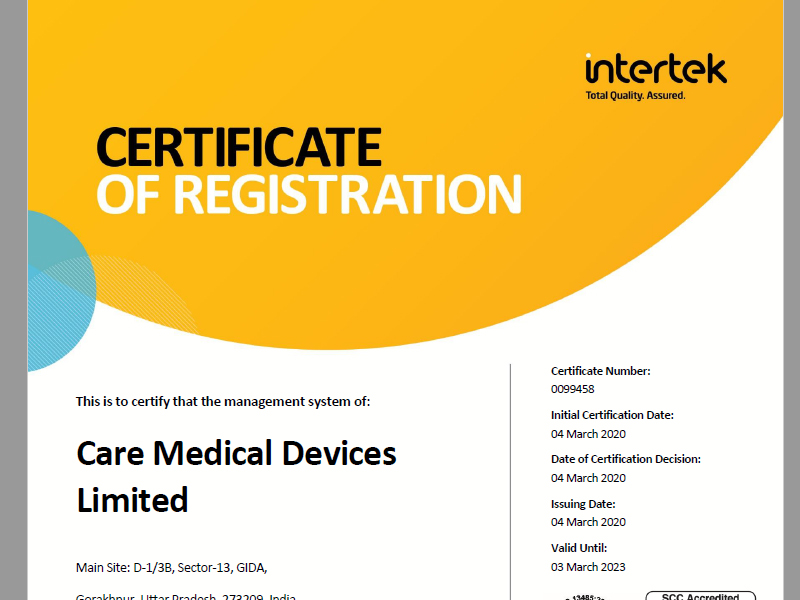 intertek
Total Quality. Assured.
CERTIFICATE
OF REGISTRATION
This is to certify that the management system of:
Care Medical Devices
Limited
Main Site: D-1/3B, Sector-13, GIDA,
Gorakhpur, Uttar Pradesh, 273209, India
Certificate Number:
0099458
Initial Certification Date:
04 March 2020
Date of Certification Decision:
04 March 2020
Issuing Date:
04 March 2020
Valid Until:
03 March 2023
SCC Accredited